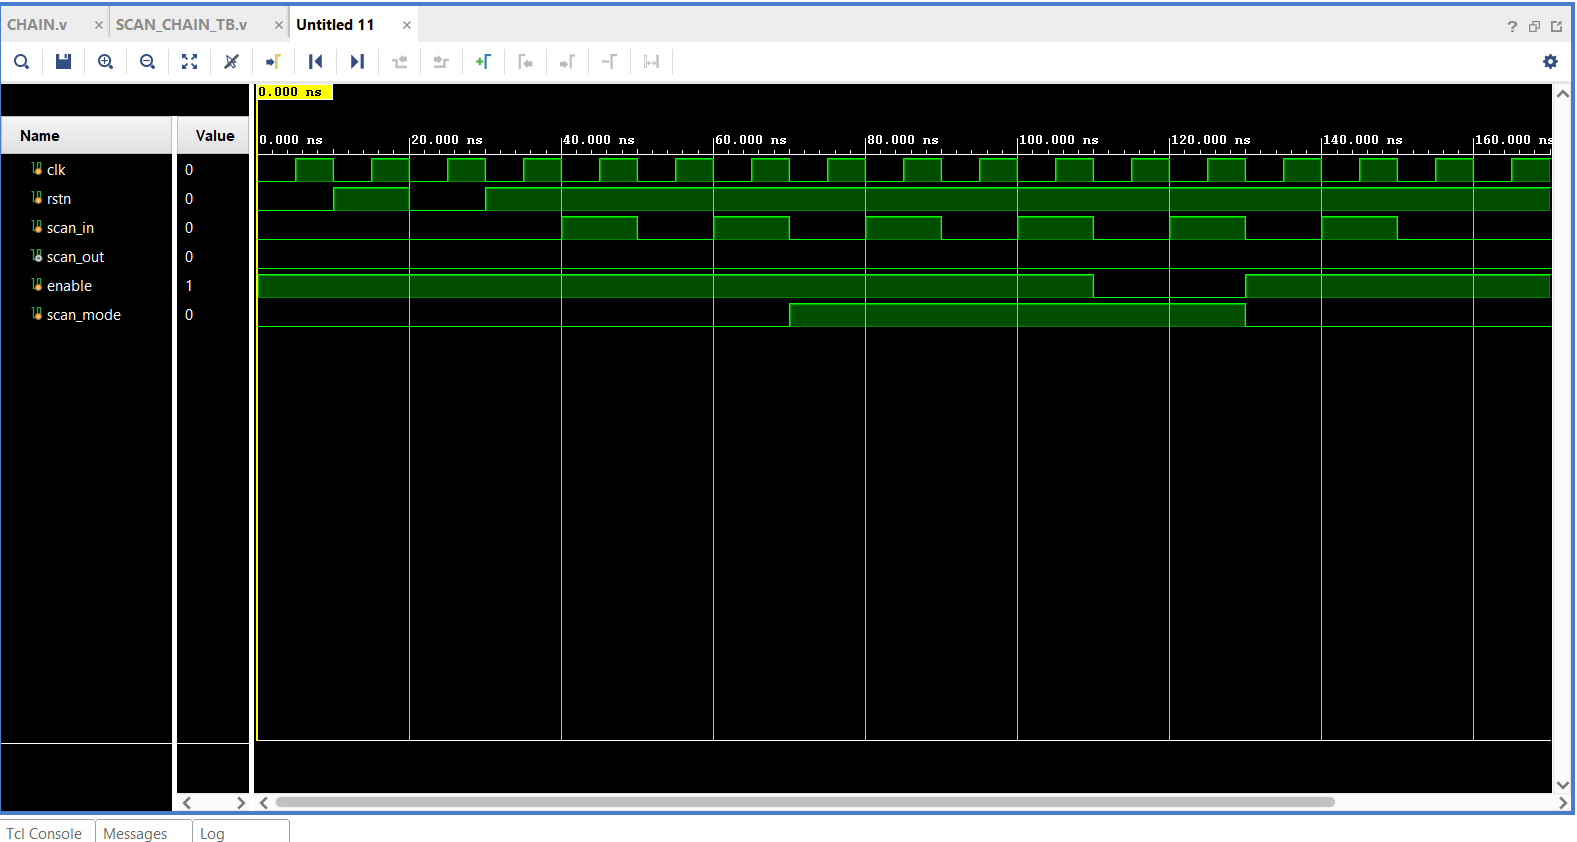 CHAIN.v × SCAN_CHAIN_TB.v × Untitled 11 × ?
0.000 ns
Name Value
0.000 ns 20.000 ns 40.000 ns 60.000 ns 80.000 ns 100.000 ns 120.000 ns 140.000 ns 160.000 ns
clk 0
rstn 0
scan_in 0
scan_out 0
enable 1
scan_mode 0
Tcl Console Messages Log